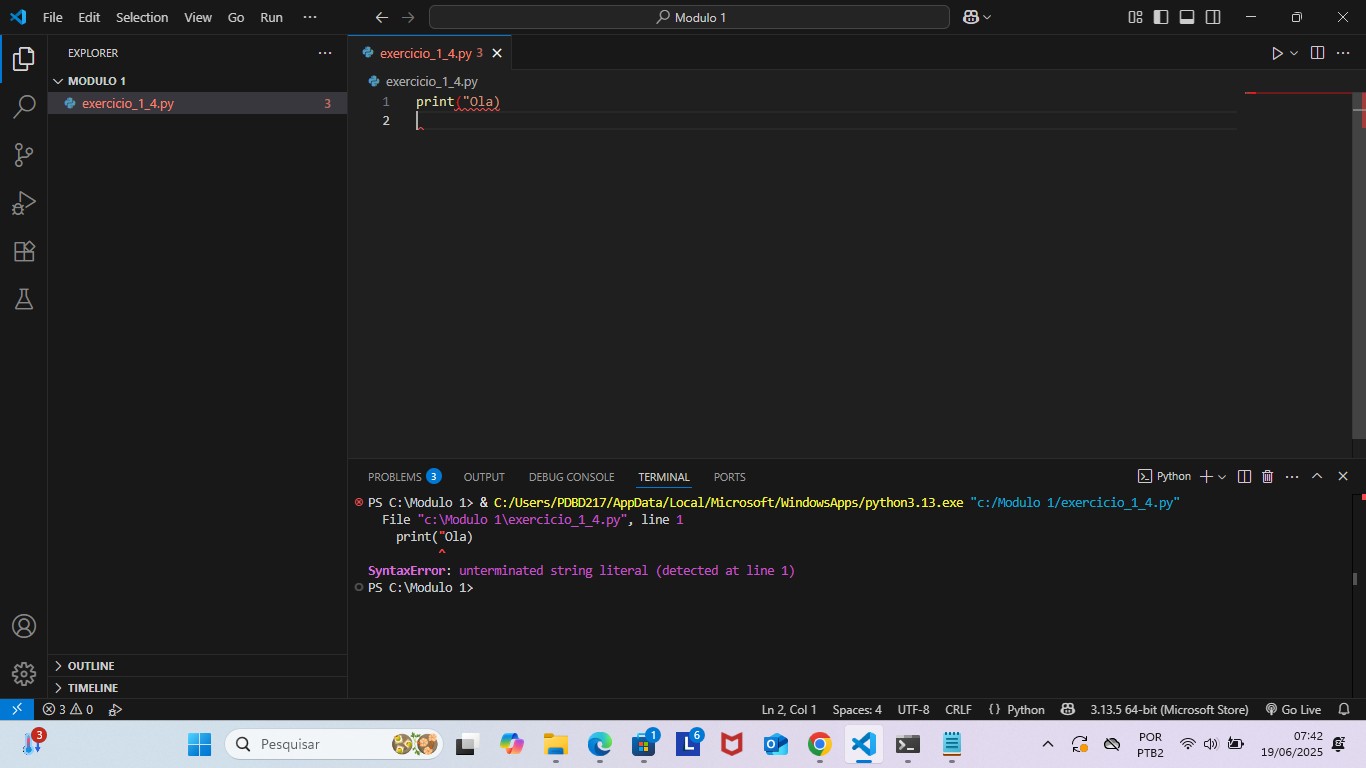 File Edit Selection View Go Run ··· Modulo 1
EXPLORER ···
MODULO 1
exercicio_1_4.py 3
OUTLINE
TIMELINE
exercicio_1_4.py 3
exercicio_1_4.py
1 print("Ola)
2
PROBLEMS 3 OUTPUT DEBUG CONSOLE TERMINAL PORTS Python ···
PS C:\Modulo 1> & C:/Users/PDBD217/AppData/Local/Microsoft/WindowsApps/python3.13.exe "c:/Modulo 1/exercicio_1_4.py"
File "c:\Modulo 1\exercicio_1_4.py", line 1
print("Ola)
^
SyntaxError: unterminated string literal (detected at line 1)
PS C:\Modulo 1>
3 0 Ln 2, Col 1 Spaces: 4 UTF-8 CRLF {} Python 3.13.5 64-bit (Microsoft Store) Go Live
3 Pesquisar 1 L 6 POR 07:42
PTB2 19/06/2025